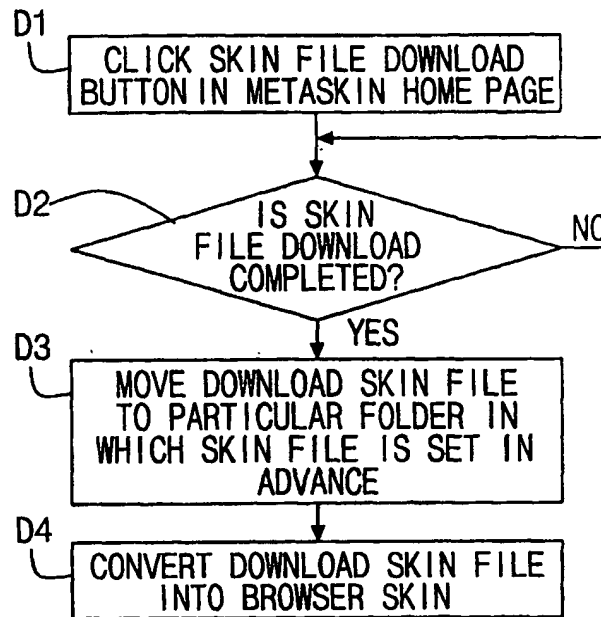 D1
CLICK SKIN FILE DOWNLOAD
BUTTON IN METASKIN HOME PAGE
D2
IS SKIN
FILE DOWNLOAD
COMPLETED?
NO
YES
D3
MOVE DOWNLOAD SKIN FILE
TO PARTICULAR FOLDER IN
WHICH SKIN FILE IS SET IN
ADVANCE
D4
CONVERT DOWNLOAD SKIN FILE
INTO BROWSER SKIN